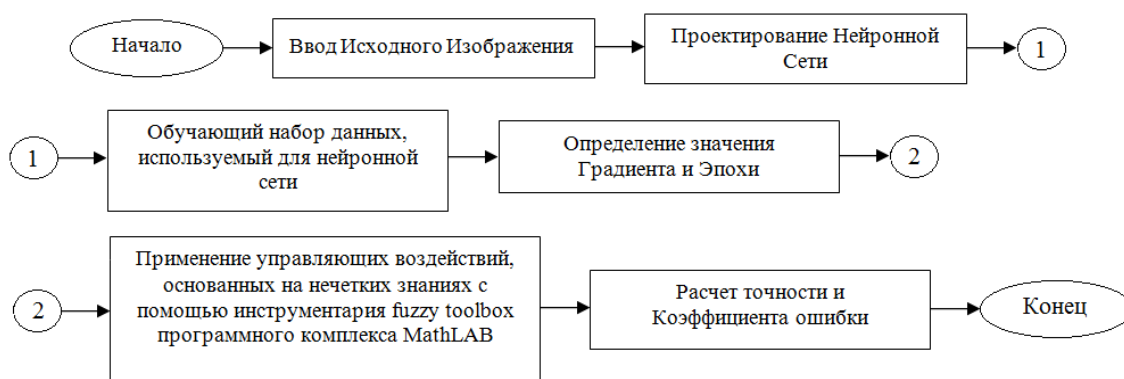 Начало
Ввод Исходного Изображения
Проектирование Нейронной
Сети
1
1
Обучающий набор данных,
используемый для нейронной
сети
Определение значения
Градиента и Эпохи
2
2
Применение управляющих воздействий,
основанных на нечетких знаниях с
помощью инструментария fuzzy toolbox
программного комплекса MathLAB
Расчет точности и
Коэффициента ошибки
Конец